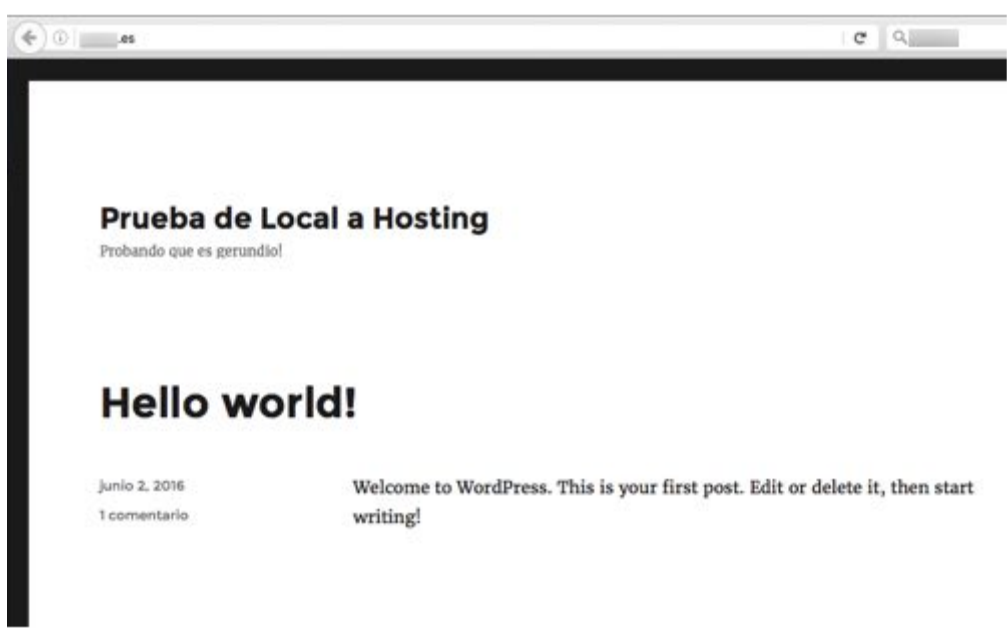 .es
Prueba de Local a Hosting
Probando que es gerundio!
Hello world!
junio 2, 2016
1 comentario
Welcome to WordPress. This is your first post. Edit or delete it, then start
writing!